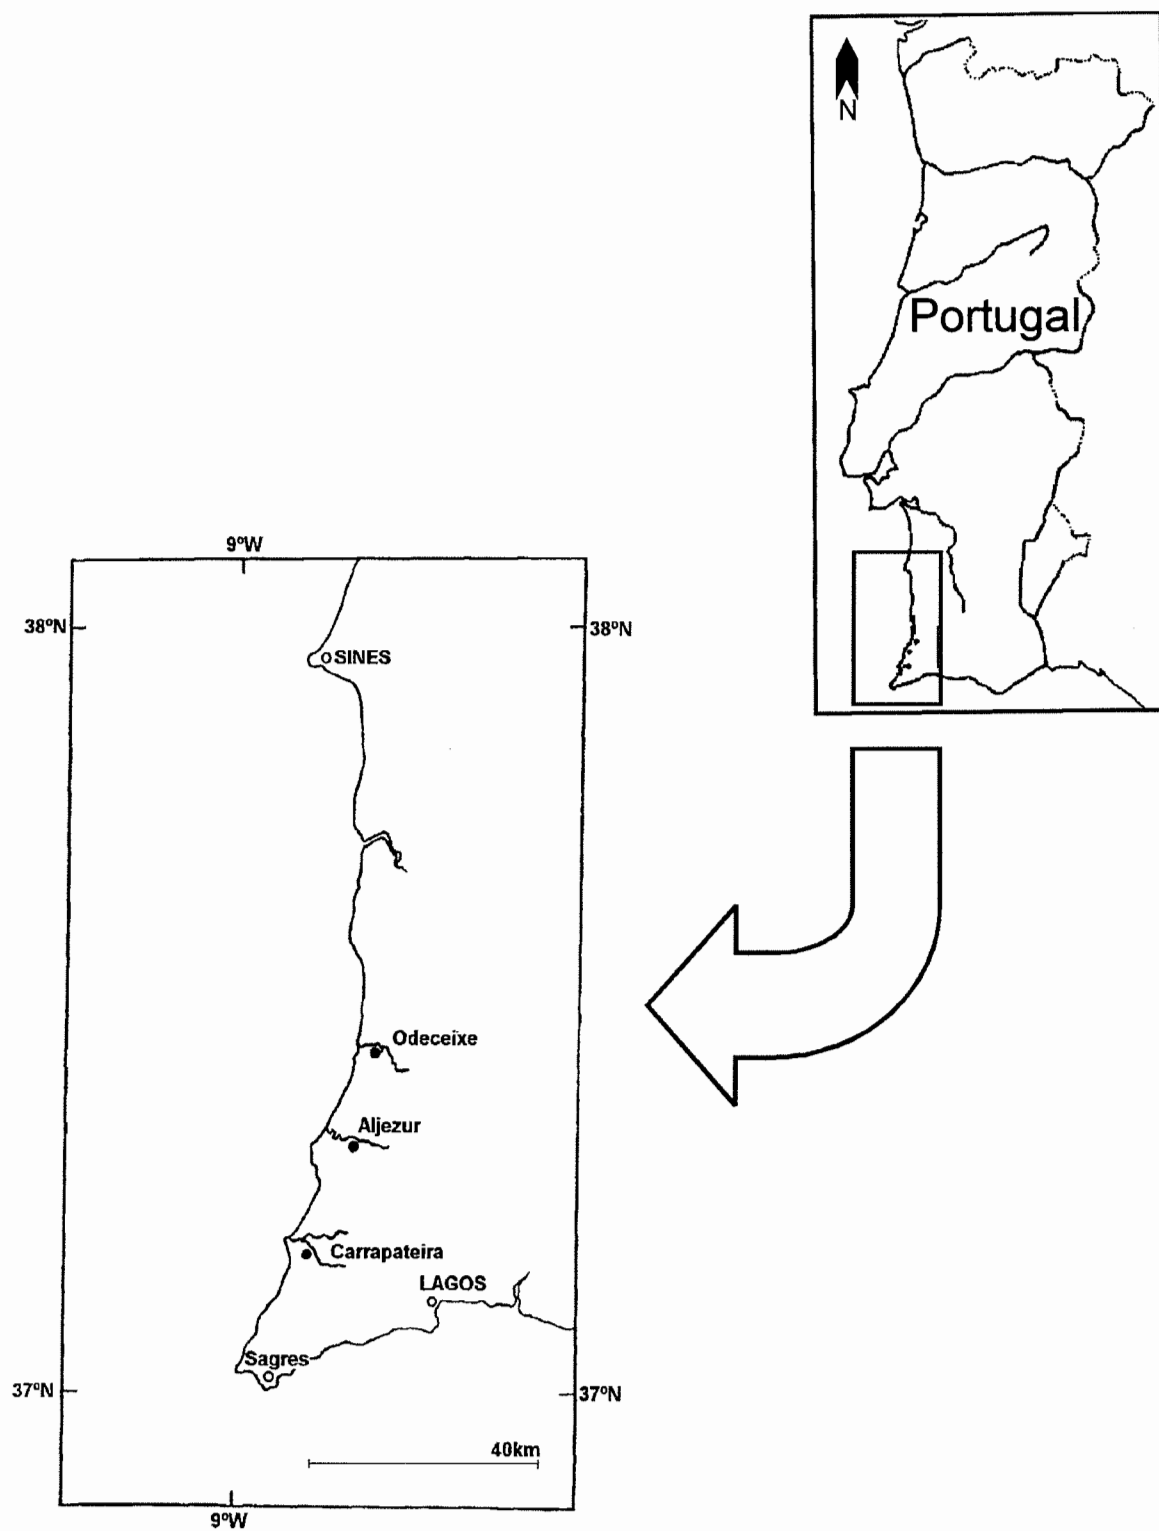 N
Portugal
9ºW
38ºN
38ºN
SINES
Odeceixe
Aljezur
Carrapateira
LAGOS
Sagres
37ºN
37ºN
40km
9ºW